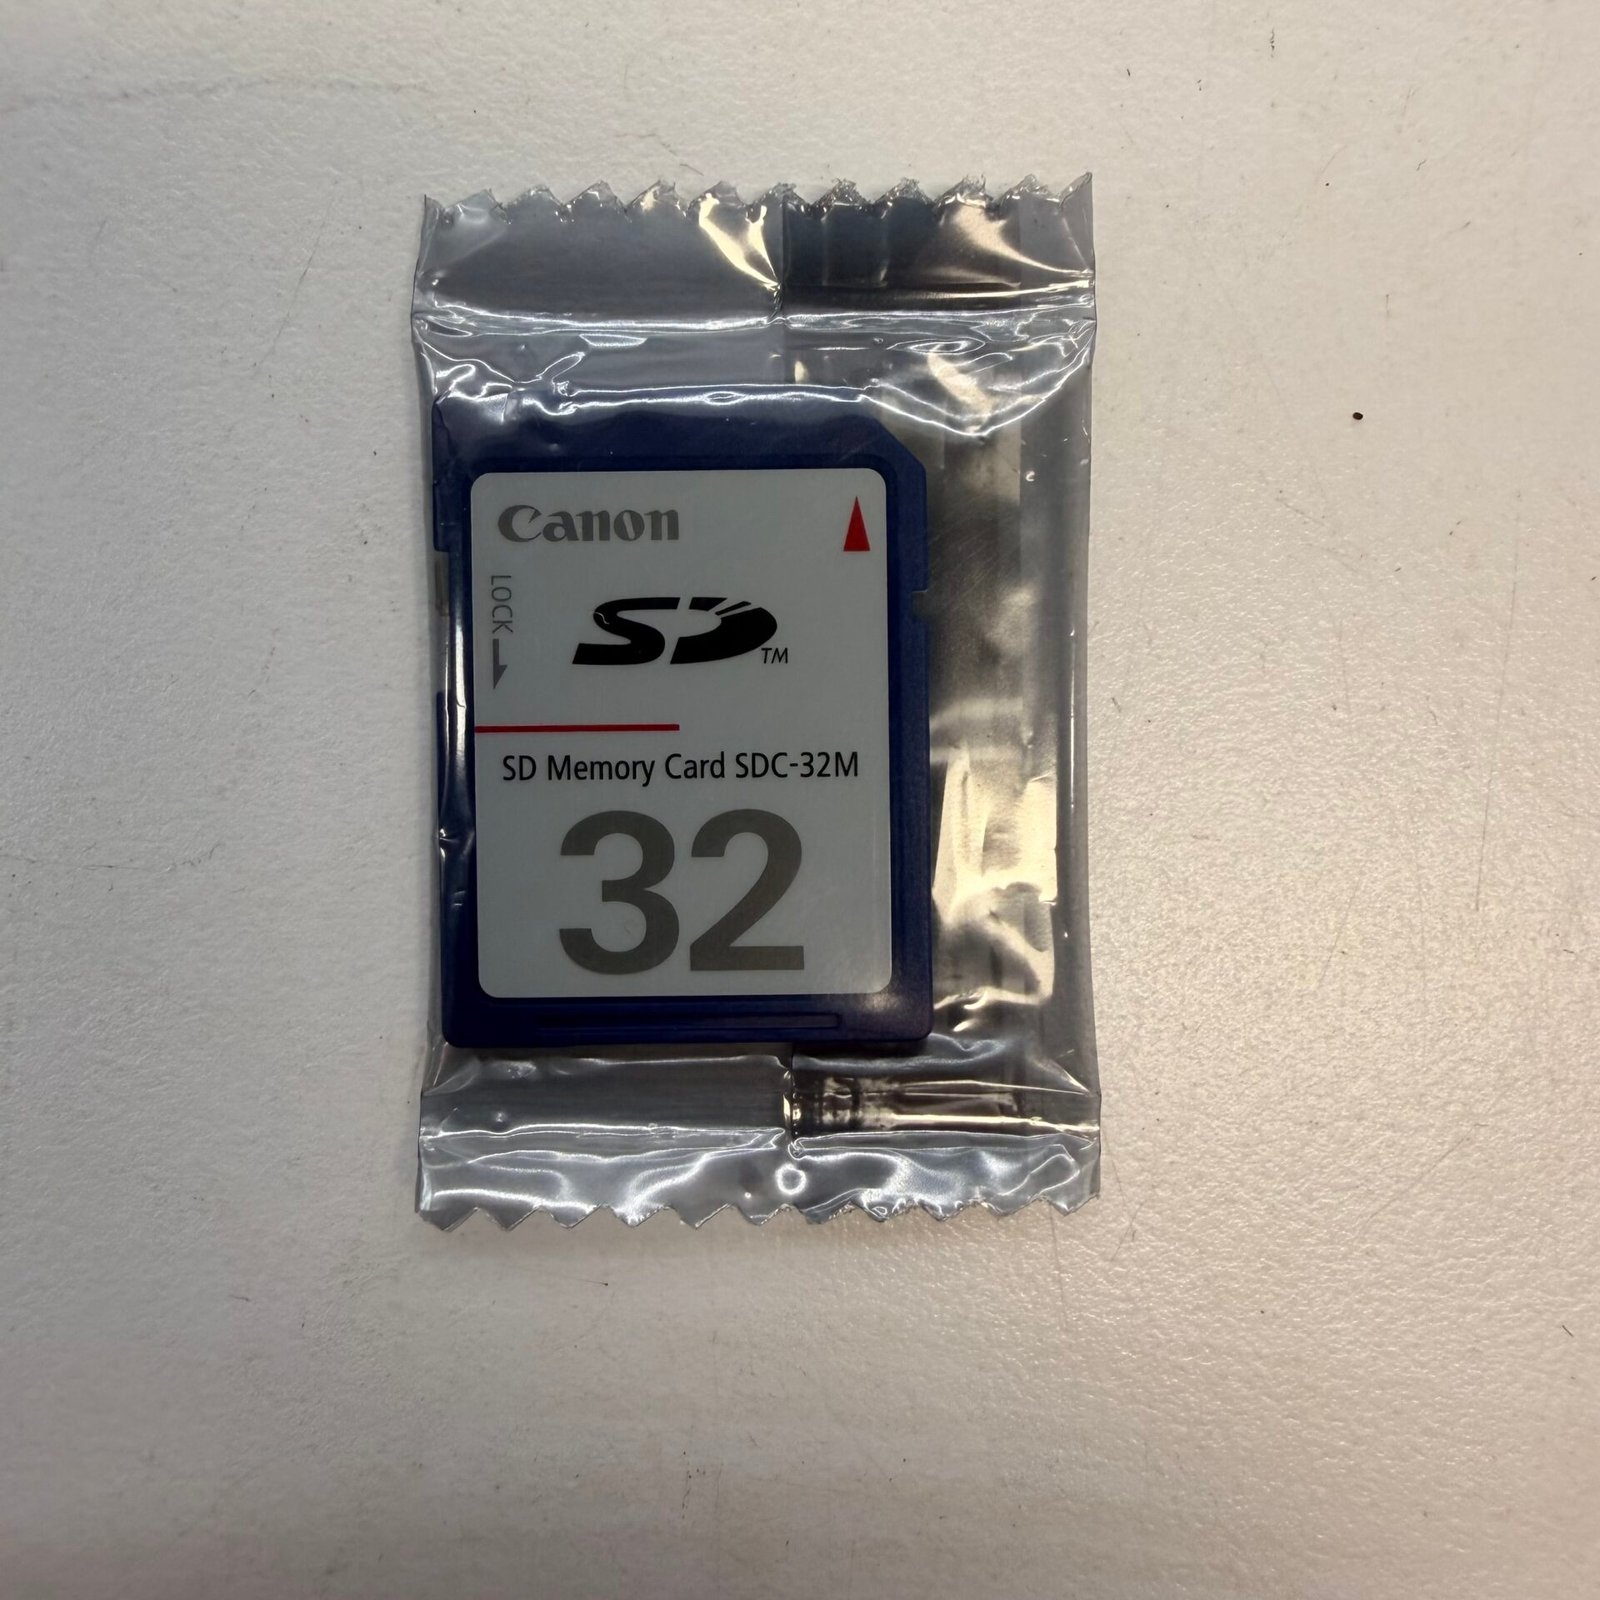 Canon
LOCK
SD TM
SD Memory Card SDC-32M
32